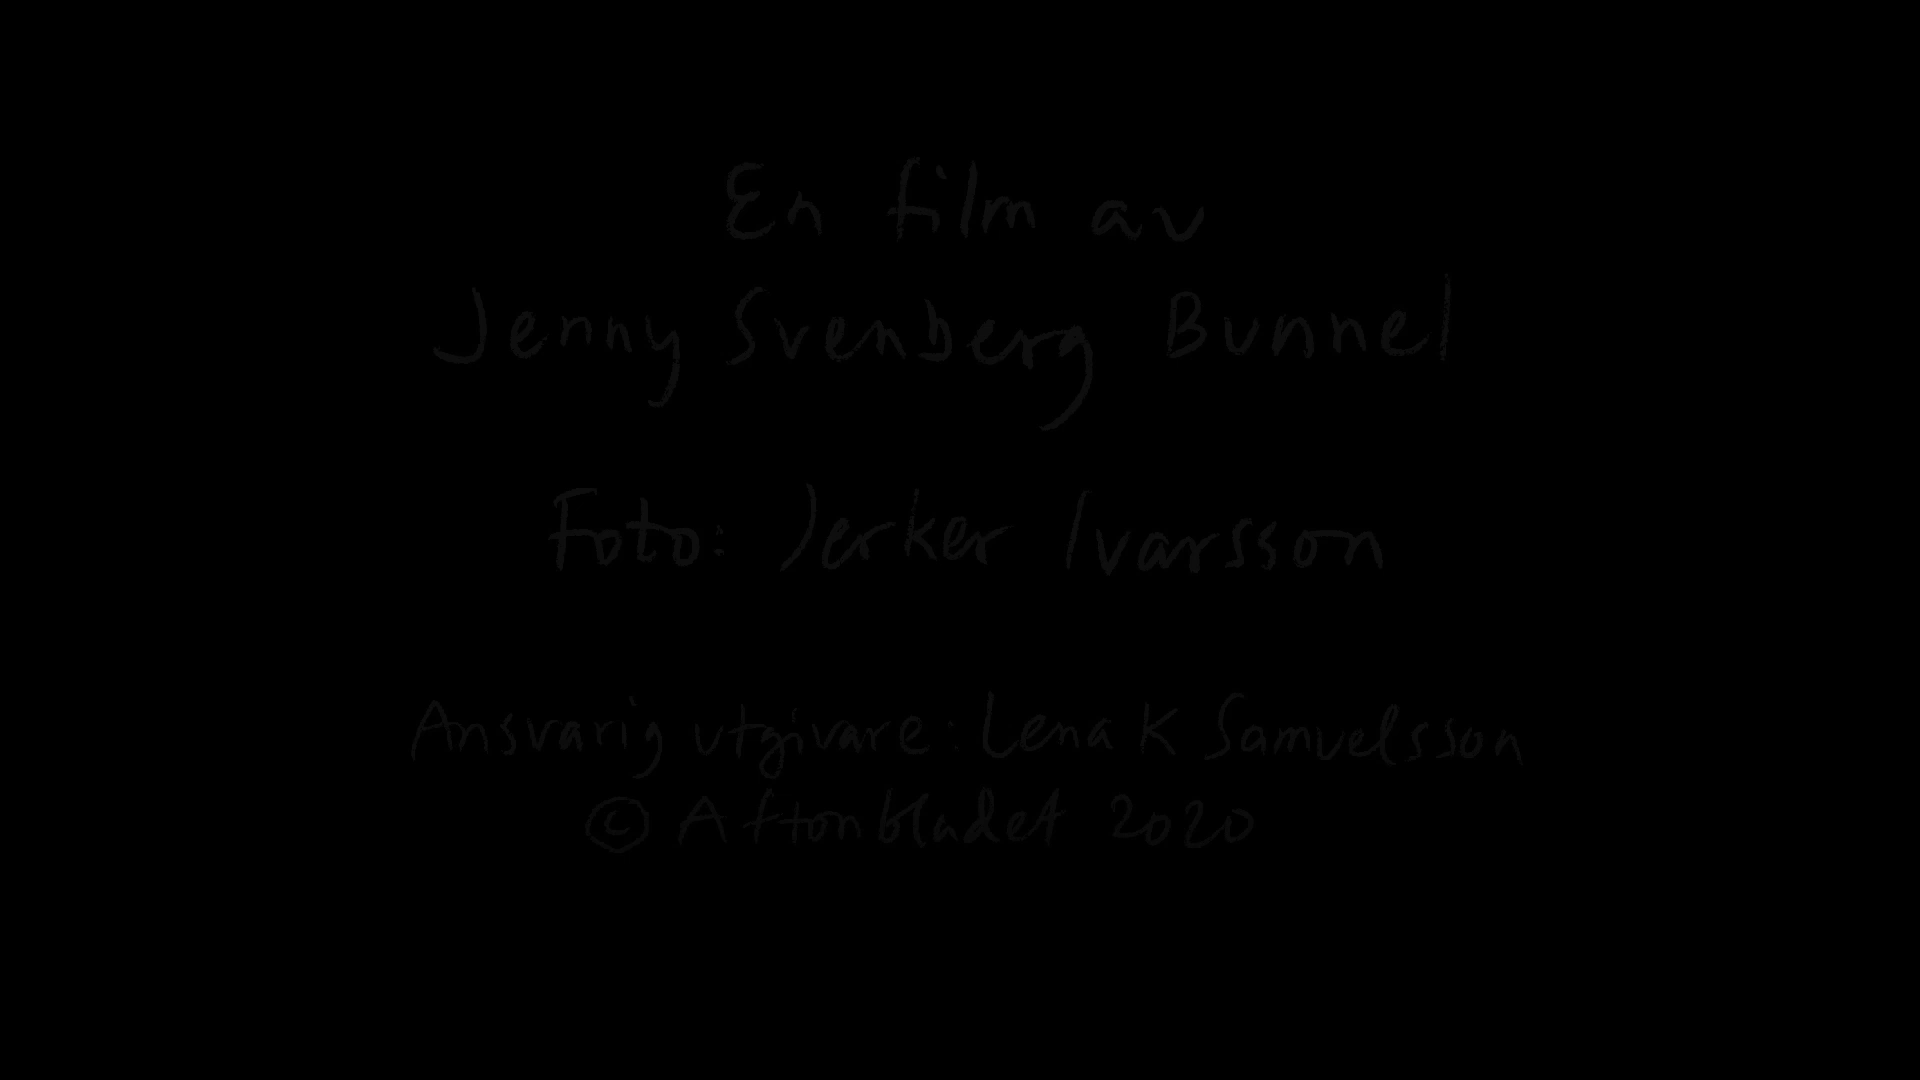 En film av
Jenny Svenberg Bunnel
Foto: Jerker Ivarsson
Ansvarig utgivare: Lena K Samuelsson
© Aftonbladet 2020